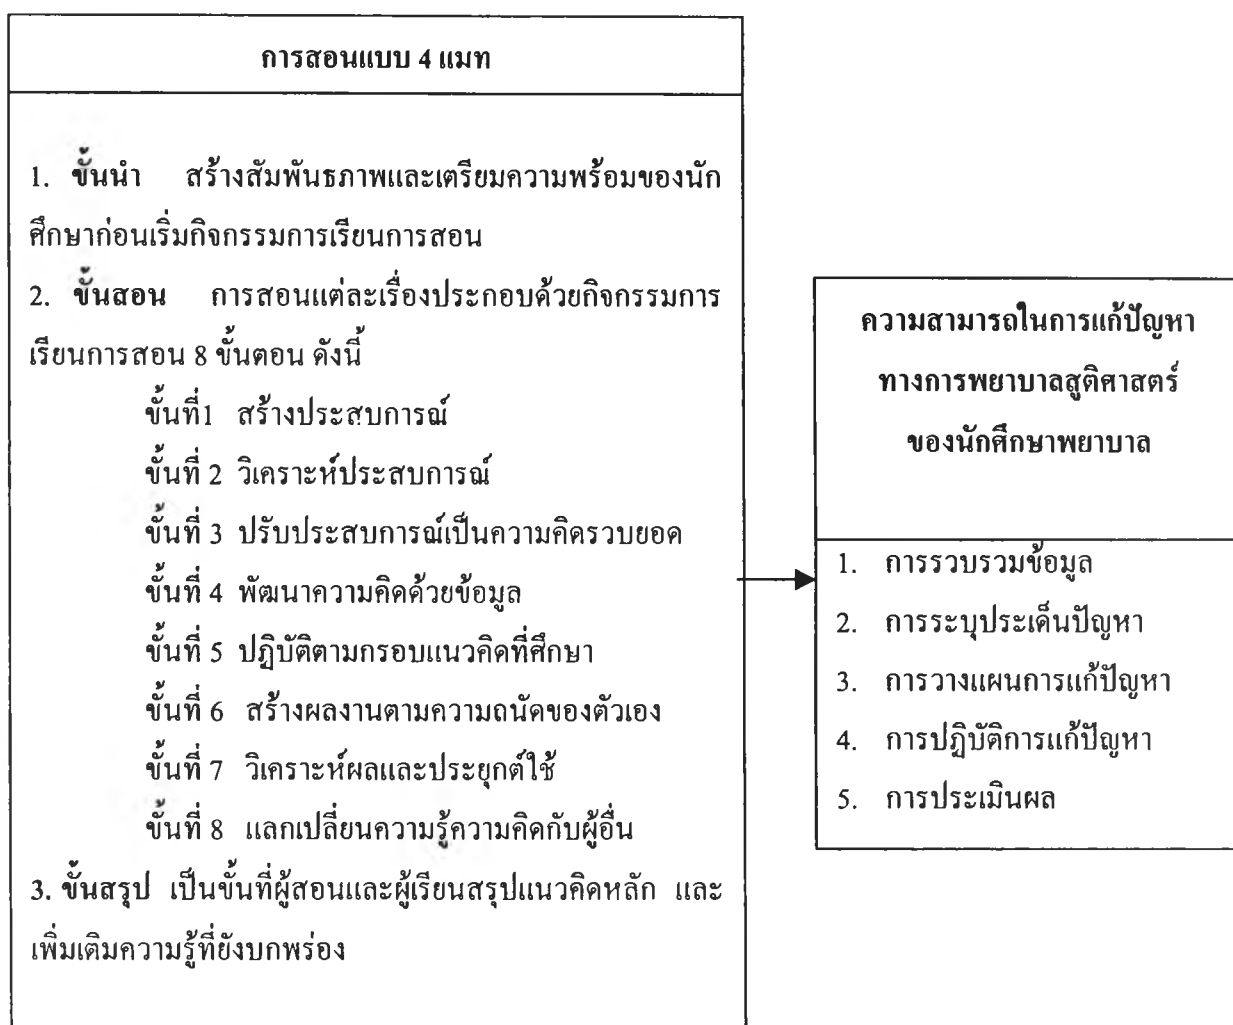 การสอนแบบ 4 แมท
1. ขั้นนำ สร้างสัมพันธภาพและเตรียมความพร้อมของนัก
ศึกษาก่อนเริ่มกิจกรรมการเรียนการสอน
2. ขั้นสอน การสอนแต่ละเรื่องประกอบด้วยกิจกรรมการ
เรียนการสอน 8 ขั้นตอน ดังนี้
ขั้นที่1 สร้างประสบการณ์
ขั้นที่ 2 วิเคราะห์ประสบการณ์
ขั้นที่ 3 ปรับประสบการณ์เป็นความคิดรวบยอด
ขั้นที่ 4 พัฒนาความคิดด้วยข้อมูล
ขั้นที่ 5 ปฏิบัติตามกรอบแนวคิดที่ศึกษา
ขั้นที่ 6 สร้างผลงานตามความถนัดของตัวเอง
ขั้นที่ 7 วิเคราะห์ผลและประยุกต์ใช้
ขั้นที่ 8 แลกเปลี่ยนความรู้ความคิดกับผู้อื่น
3. ขั้นสรุป เป็นขั้นที่ผู้สอนและผู้เรียนสรุปแนวคิดหลัก และ
เพิ่มเติมความรู้ที่ยังบกพร่อง
ความสามารถในการแก้ปัญหา
ทางการพยาบาลสูติศาสตร์
ของนักศึกษาพยาบาล
1. การรวบรวมข้อมูล
2. การระบุประเด็นปัญหา
3. การวางแผนการแก้ปัญหา
4. การปฏิบัติการแก้ปัญหา
5. การประเมินผล